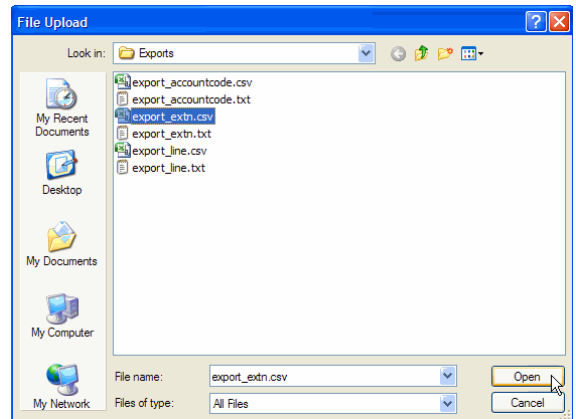 File Upload
Look in: Exports
My Recent
Documents
Desktop
My Documents
My Computer
My Network
export_accountcode.csv
export_accountcode.txt
export_extn.csv
export_extn.txt
export_line.csv
export_line.txt
File name: export_extn.csv Open
Files of type: All Files Cancel